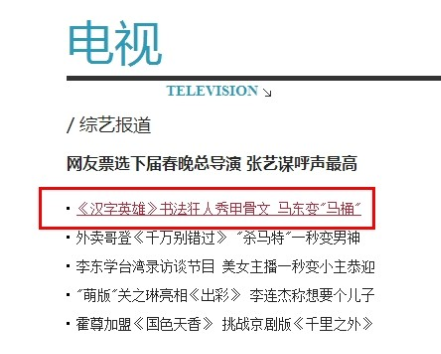 电视
TELEVISION ↘
/ 综艺报道
网友票选下届春晚总导演 张艺谋呼声最高
▪ 《汉字英雄》书法狂人秀甲骨文 马东变"马桶"
▪ 外卖哥登《千万别错过》 "杀马特"一秒变男神
▪ 李东学台湾录访谈节目 美女主播一秒变小主恭迎
▪ "萌版"关之琳亮相《出彩》 李连杰称想要个儿子
▪ 霍尊加盟《国色天香》 挑战京剧版《千里之外》